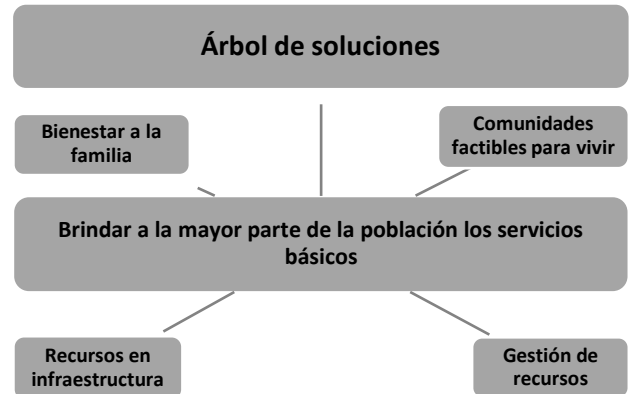 Árbol de soluciones
Bienestar a la
familia
Comunidades
factibles para vivir
Brindar a la mayor parte de la población los servicios
básicos
Recursos en
infraestructura
Gestión de
recursos